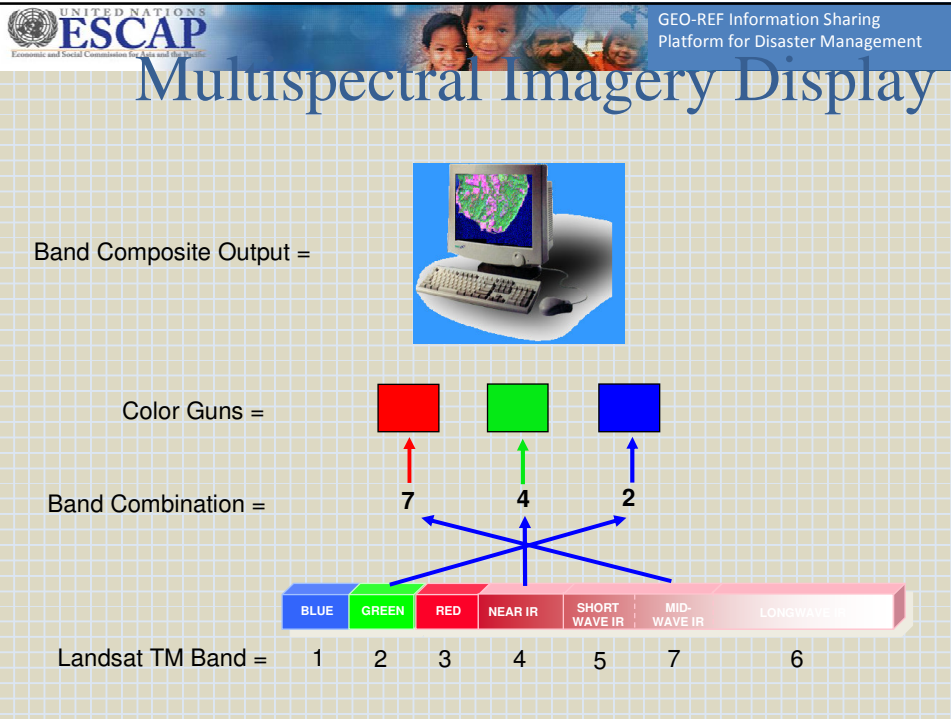 UNITED NATIONS
ESCAP
Economic and Social Commission for Asia and the Pacific
GEO-REF Information Sharing
Platform for Disaster Management
Multispectral Imagery Display
Band Composite Output =
Color Guns =
Band Combination = 7 4 2
BLUE GREEN RED NEAR IR SHORT WAVE IR MID- WAVE IR LONGWAVE
Landsat TM Band = 1 2 3 4 5 7 6